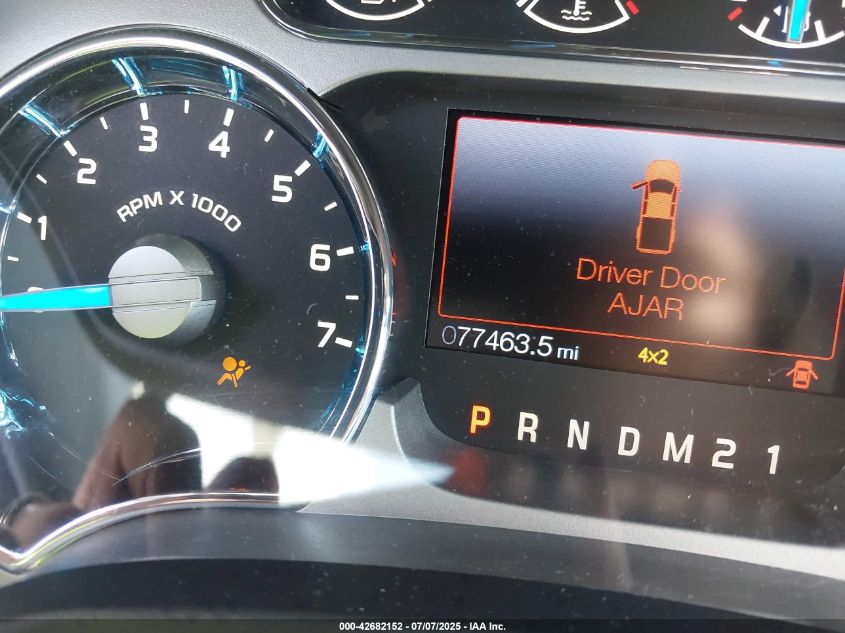 1
2
3
4
5
6
7
RPM X 1000
Driver Door
AJAR
077463.5 mi
4x2
P R N D M 2 1
000-42682152 - 07/07/2025 - IAA Inc.